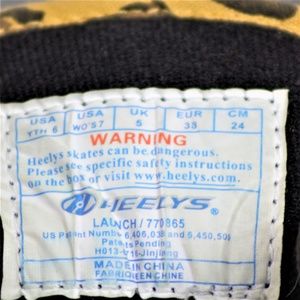 USA USA UK EUR CM
YTH 6 WO'S 7 5 38 24
WARNING
Heelys skates can be dangerous.
Please see specific safety instructions
on the box or visit www.heelys.com.
HEELYS®
LAUNCH / 770865
US Patent Numbe 6,406,038 and 6,450,509
Patents Pending
MADE IN CHINA
FABRIQUE EN CHINE